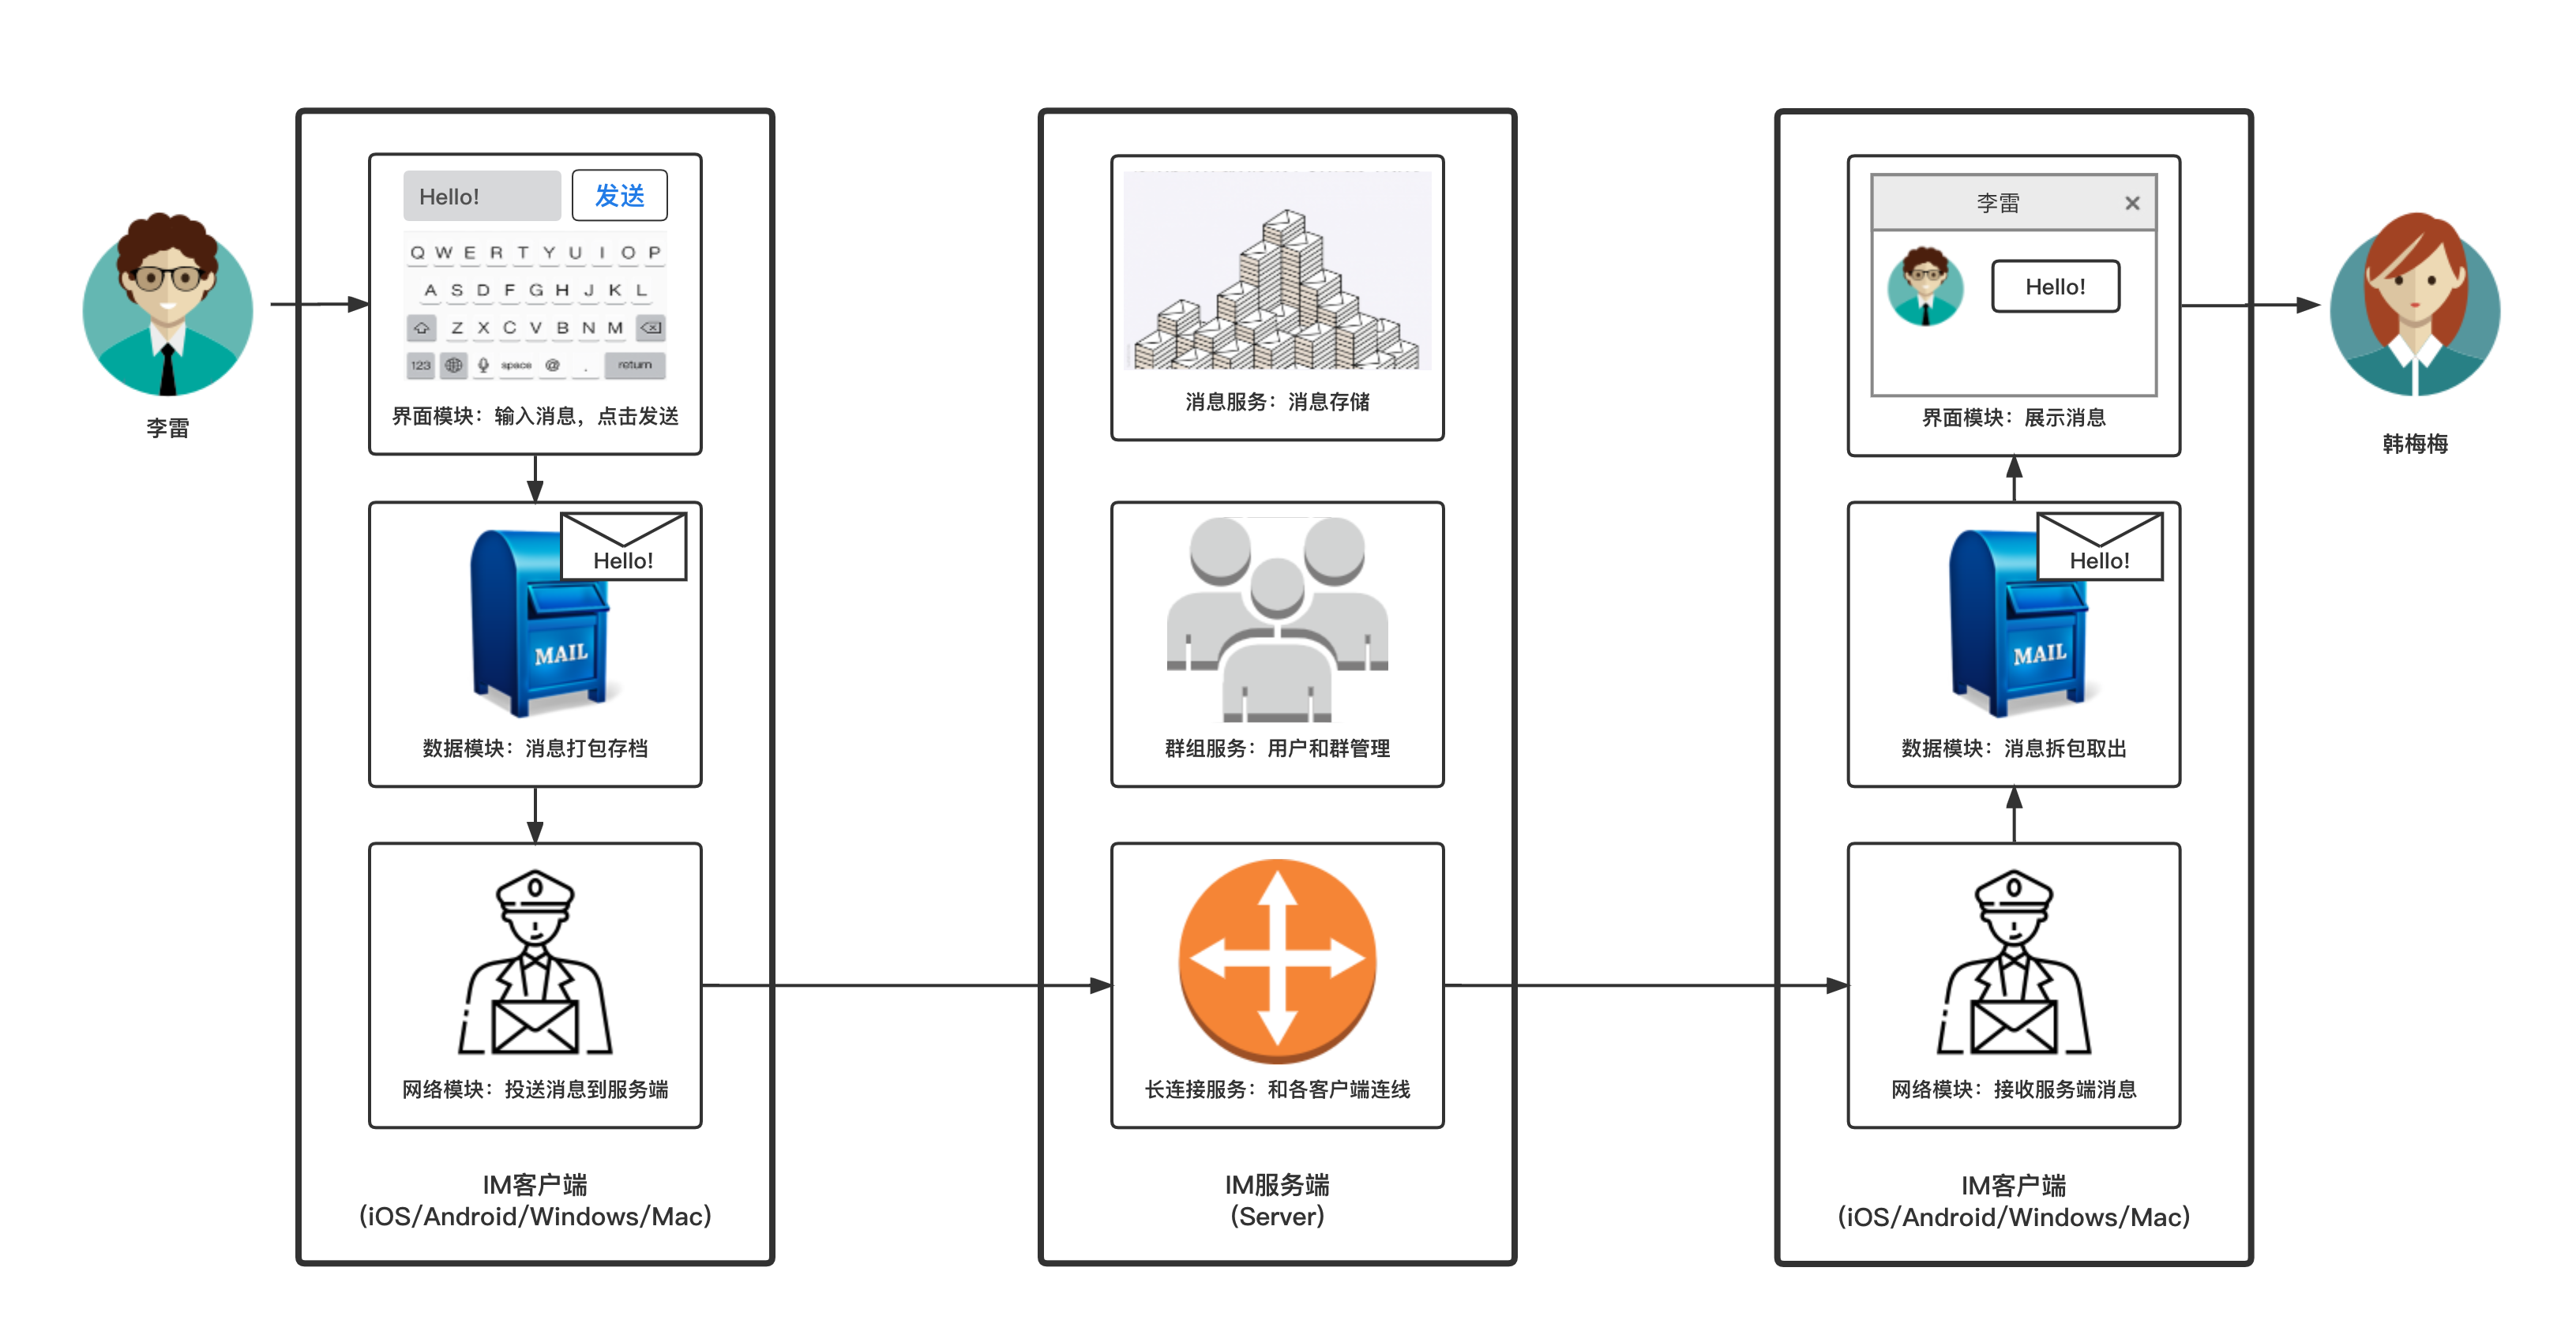 李雷
Hello!
发送
Q W E R T Y U I O P
A S D F G H J K L
Z X C V B N M
123 space @ . return
界面模块：输入消息，点击发送
Hello!
MAIL
数据模块：消息打包存档
网络模块：投送消息到服务端
IM客户端
(iOS/Android/Windows/Mac)
消息服务：消息存储
群组服务：用户和群管理
长连接服务：和各客户端连线
IM服务端
(Server)
李雷 ×
Hello!
界面模块：展示消息
Hello!
MAIL
数据模块：消息拆包取出
网络模块：接收服务端消息
IM客户端
(iOS/Android/Windows/Mac)
韩梅梅